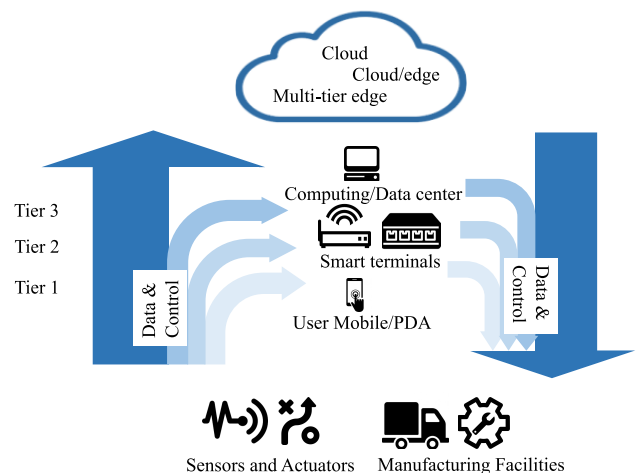 Cloud
Cloud/edge
Multi-tier edge
Computing/Data center
Tier 3
Tier 2
Smart terminals
Tier 1
Data &
Control
Data &
Control
User Mobile/PDA
Sensors and Actuators
Manufacturing Facilities